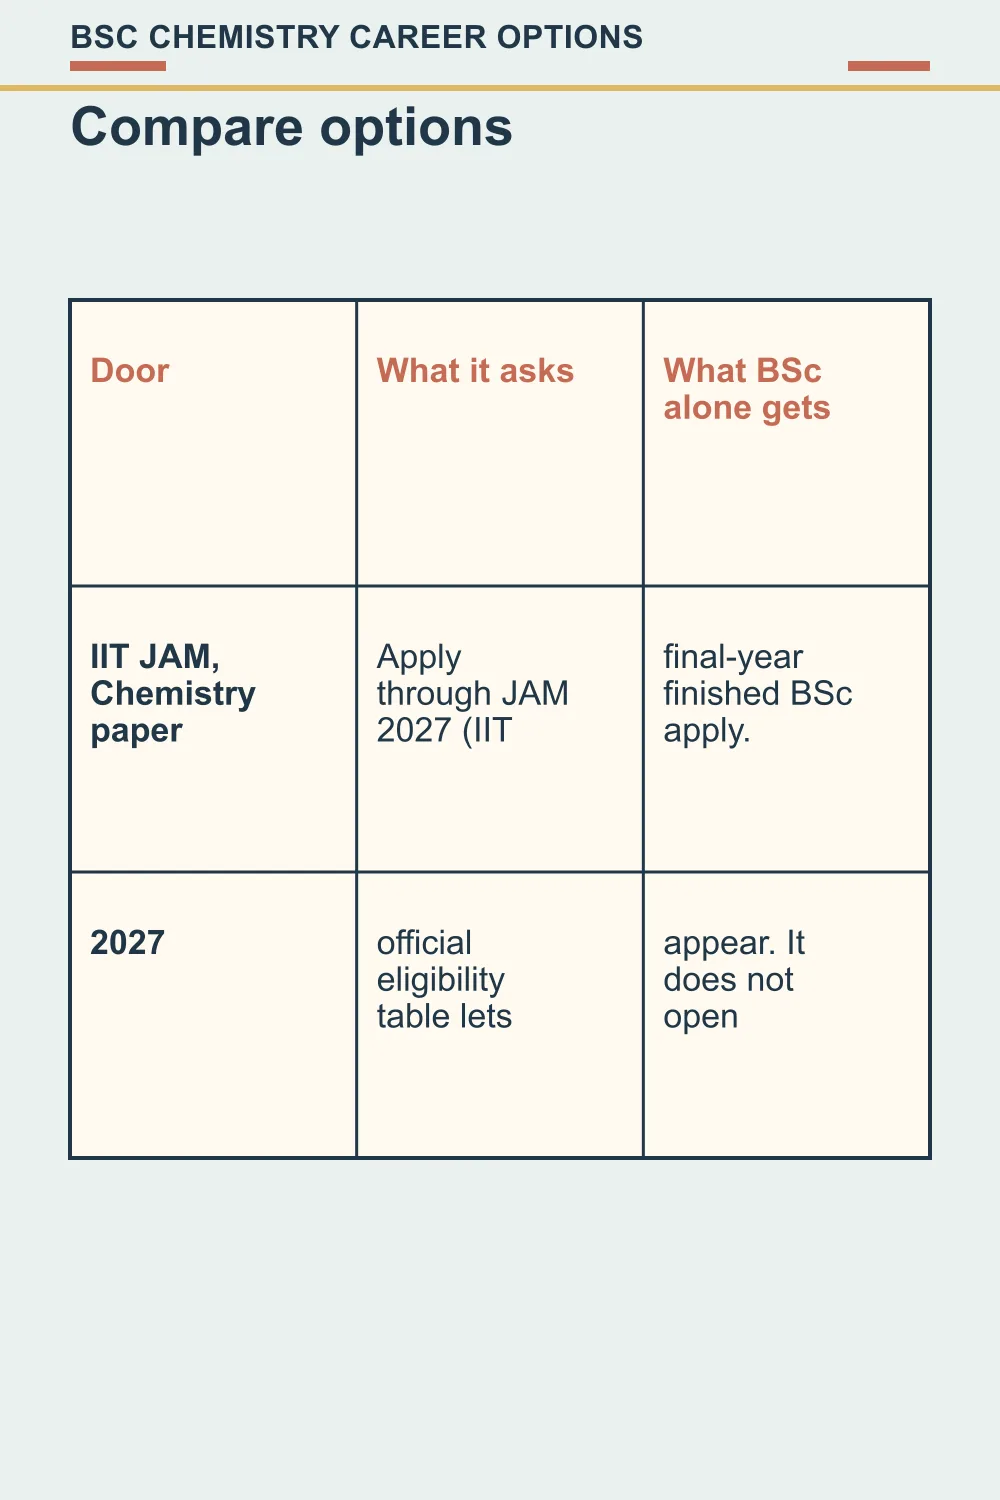 BSC CHEMISTRY CAREER OPTIONS
Compare options
Door
What it asks
What BSc
alone gets
IIT JAM,
Chemistry
paper
Apply
through JAM
2027 (IIT
final-year
finished BSc
apply.
2027
official
eligibility
table lets
appear. It
does not
open